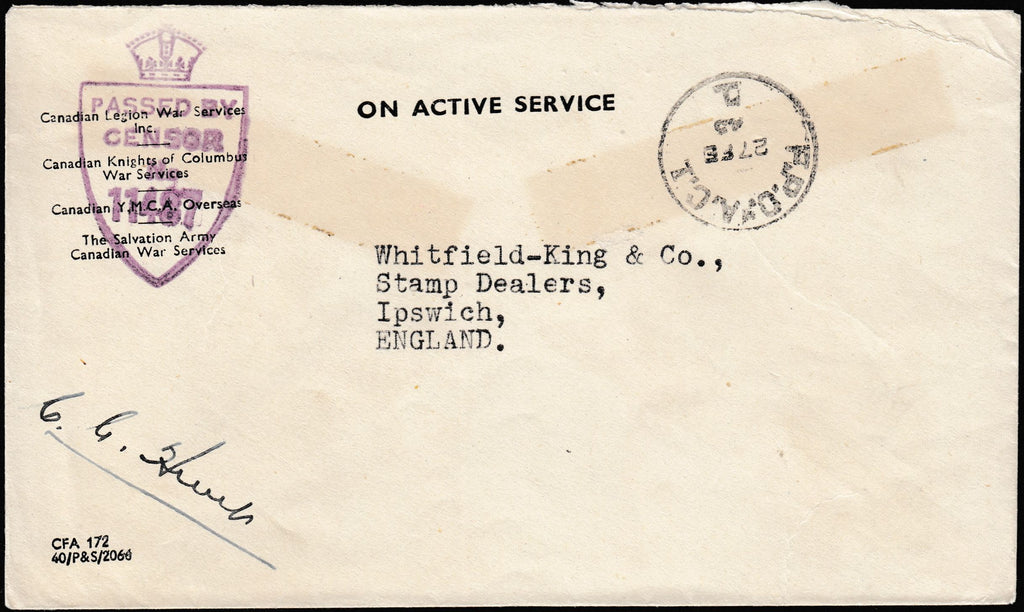 PASSED BY
CENSOR
11487
Canadian Legion War Services
Inc.
Canadian Knights of Columbus
War Services
Canadian Y.M.C.A. Overseas
The Salvation Army
Canadian War Services
ON ACTIVE SERVICE
F.P.O.
27 FE
Whitfield-King & Co.,
Stamp Dealers,
Ipswich,
ENGLAND.
CFA 172
40/P&S/2066